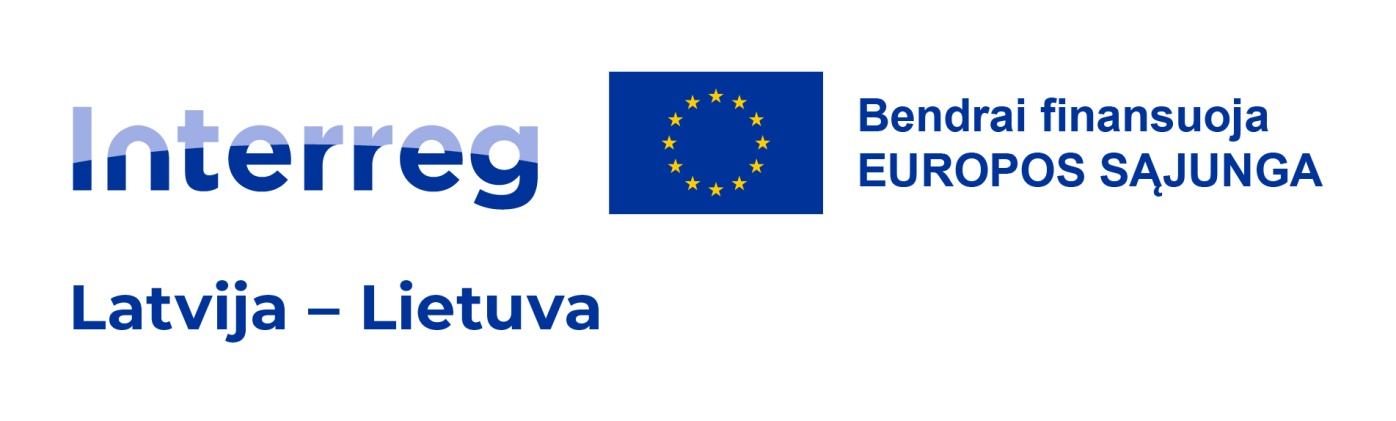 Interreg
Bendrai finansuoja
EUROPOS SĄJUNGA
Latvija – Lietuva